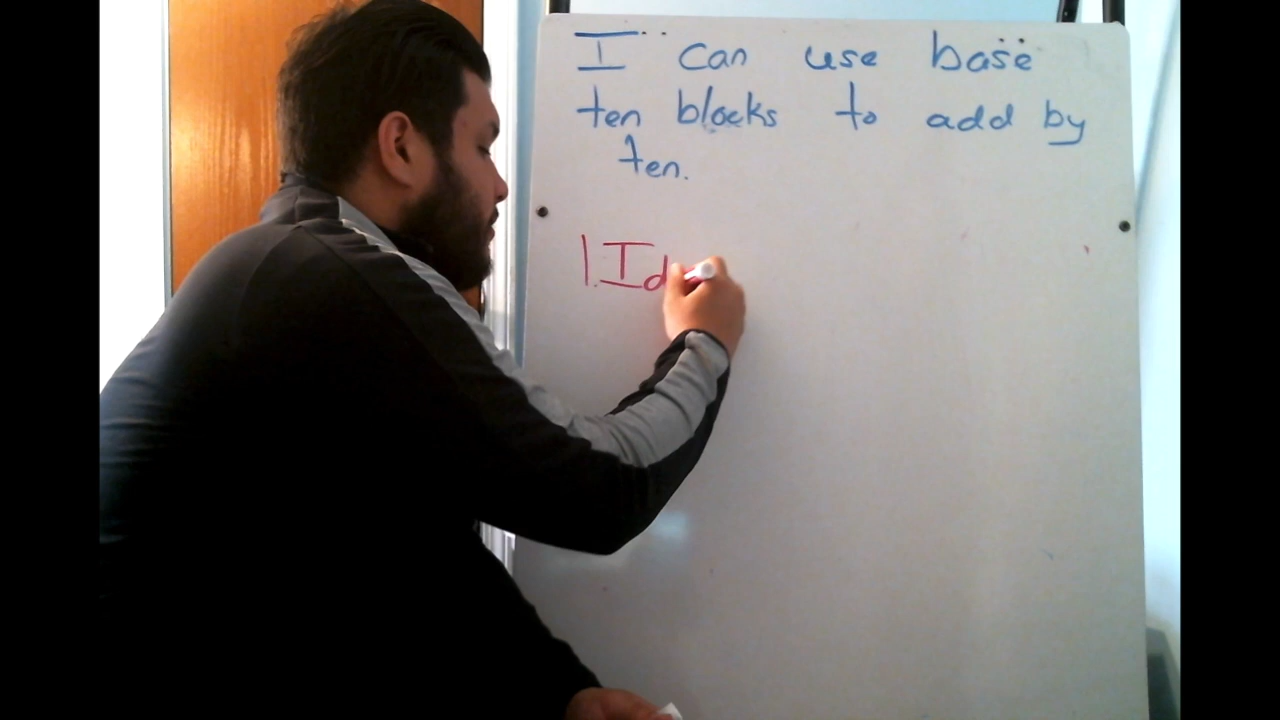 I can use base
ten blocks to add by
ten.
1. Id